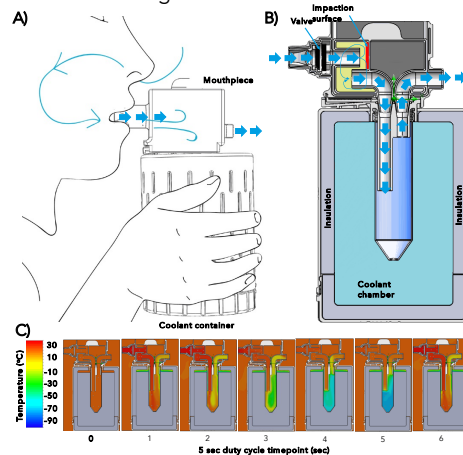 A)
Mouthpiece
Coolant container
B)
Impaction
surface
Valve
Insulation
Insulation
Coolant
chamber
C)
Temperature (ºC)
30
10
-10
-30
-50
-70
-90
0 1 2 3 4 5 6
5 sec duty cycle timepoint (sec)